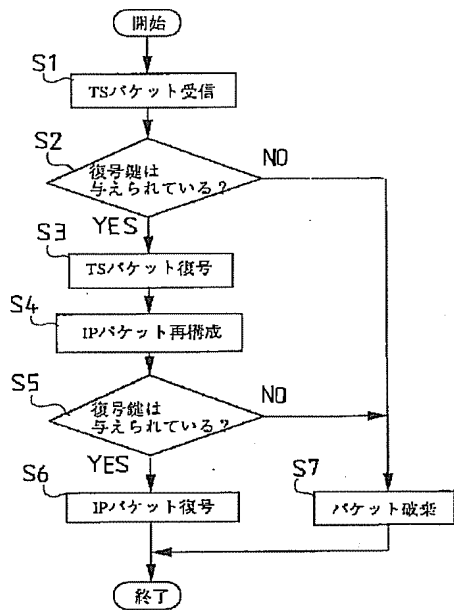 開始
S1
TSパケット受信
S2
復号鍵は
与えられている?
NO
YES
S3
TSパケット復号
S4
IPパケット再構成
S5
復号鍵は
与えられている?
NO
YES
S6
IPパケット復号
S7
パケット破棄
終了